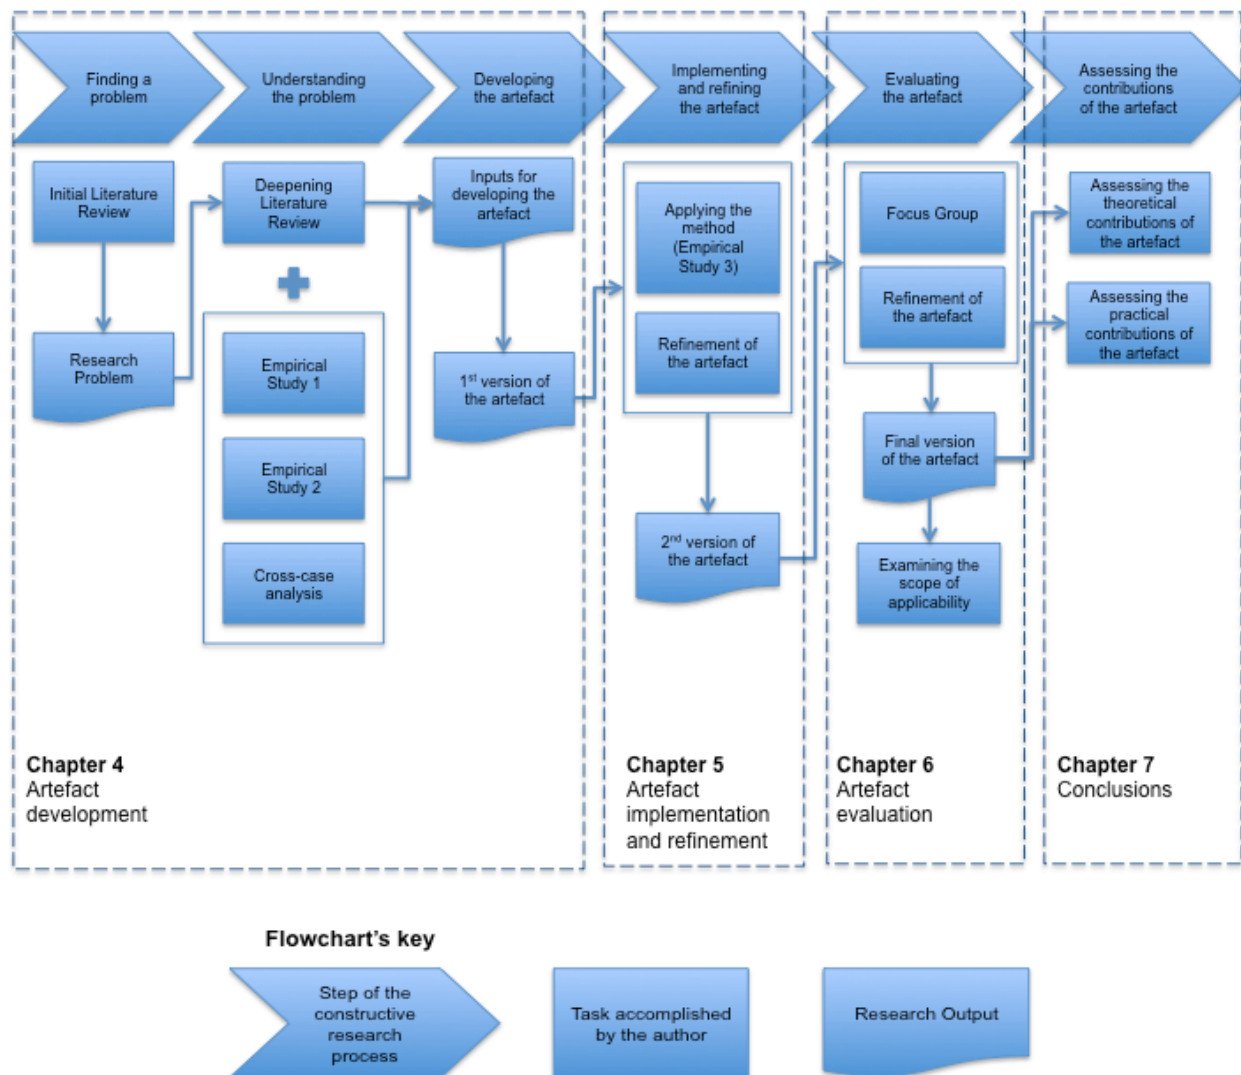 Finding a
problem
Understanding
the problem
Developing
the artefact
Implementing
and refining
the artefact
Evaluating
the artefact
Assessing the
contributions
of the artefact
Initial Literature
Review
Research
Problem
Deepening
Literature
Review
Empirical
Study 1
Empirical
Study 2
Cross-case
analysis
Inputs for
developing the
artefact
1st version of
the artefact
Applying the
method
(Empirical
Study 3)
Refinement of
the artefact
2nd version of
the artefact
Focus Group
Refinement of
the artefact
Final version
of the artefact
Examining the
scope of
applicability
Assessing the
theoretical
contributions of
the artefact
Assessing the
practical
contributions of
the artefact
Chapter 4
Artefact
development
Chapter 5
Artefact
implementation
and refinement
Chapter 6
Artefact
evaluation
Chapter 7
Conclusions
Flowchart's key
Step of the
constructive
research
process
Task accomplished
by the author
Research Output